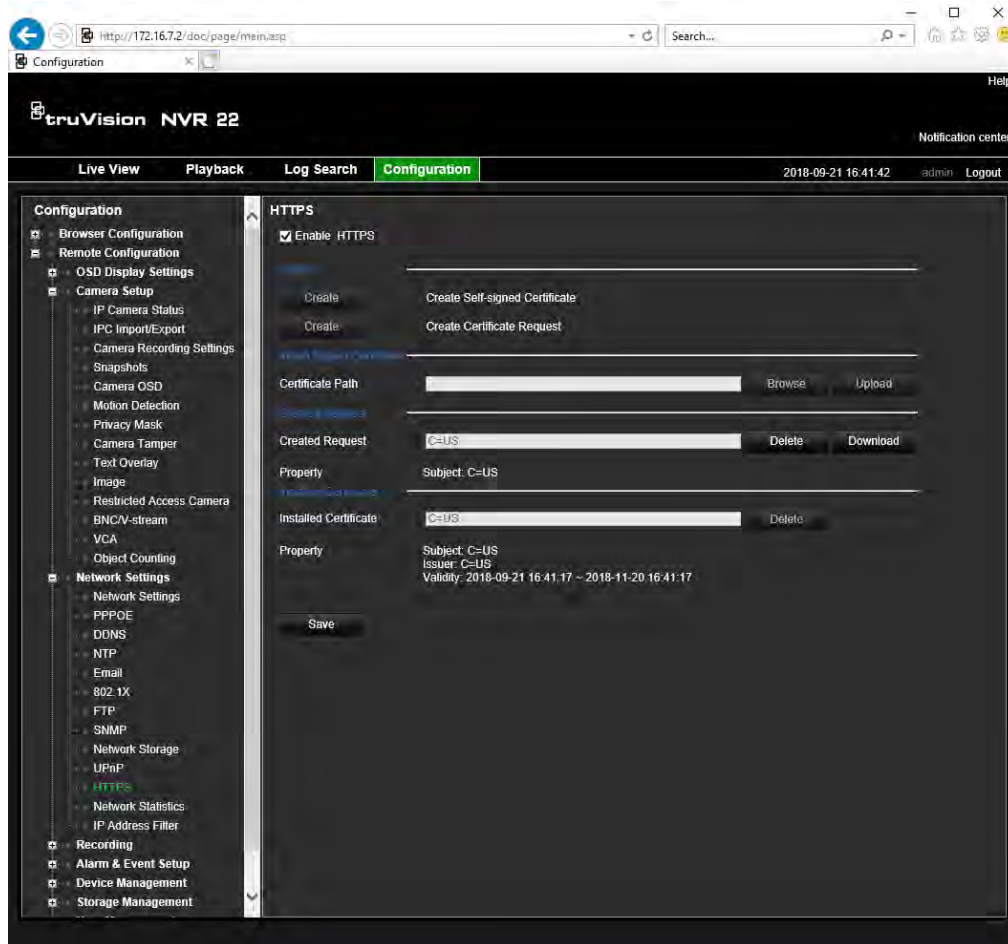 http://172.16.7.2/doc/page/main.asp
Search...
Configuration
Help
truVision NVR 22
Notification cente
Live View Playback Log Search Configuration 2018-09-21 16:41:42 admin Logout
Configuration
Browser Configuration
Remote Configuration
OSD Display Settings
Camera Setup
IP Camera Status
IPC Import/Export
Camera Recording Settings
Snapshots
Camera OSD
Motion Detection
Privacy Mask
Camera Tamper
Text Overlay
Image
Restricted Access Camera
BNC/V-stream
VCA
Object Counting
Network Settings
Network Settings
PPPOE
DDNS
NTP
Email
802.1X
FTP
SNMP
Network Storage
UPnP
HTTPS
Network Statistics
IP Address Filter
Recording
Alarm & Event Setup
Device Management
Storage Management
HTTPS
Enable HTTPS
Create Create Self-signed Certificate
Create Create Certificate Request
Certificate Path Browse Upload
Created Request C=US Delete Download
Property Subject: C=US
Installed Certificate C=US Delete
Property Subject: C=US
Issuer: C=US
Validity: 2018-09-21 16:41:17 ~ 2018-11-20 16:41:17
Save